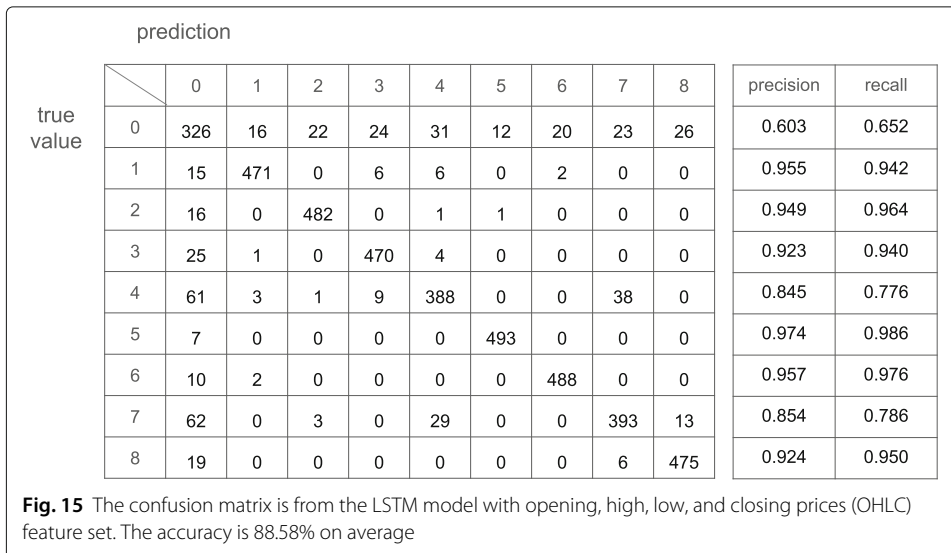 prediction
true value
0 1 2 3 4 5 6 7 8 precision recall
0 326 16 22 24 31 12 20 23 26 0.603 0.652
1 15 471 0 6 6 0 2 0 0 0.955 0.942
2 16 0 482 0 1 1 0 0 0 0.949 0.964
3 25 1 0 470 4 0 0 0 0 0.923 0.940
4 61 3 1 9 388 0 0 38 0 0.845 0.776
5 7 0 0 0 0 493 0 0 0 0.974 0.986
6 10 2 0 0 0 0 488 0 0 0.957 0.976
7 62 0 3 0 29 0 0 393 13 0.854 0.786
8 19 0 0 0 0 0 0 6 475 0.924 0.950
Fig. 15 The confusion matrix is from the LSTM model with opening, high, low, and closing prices (OHLC)
feature set. The accuracy is 88.58% on average